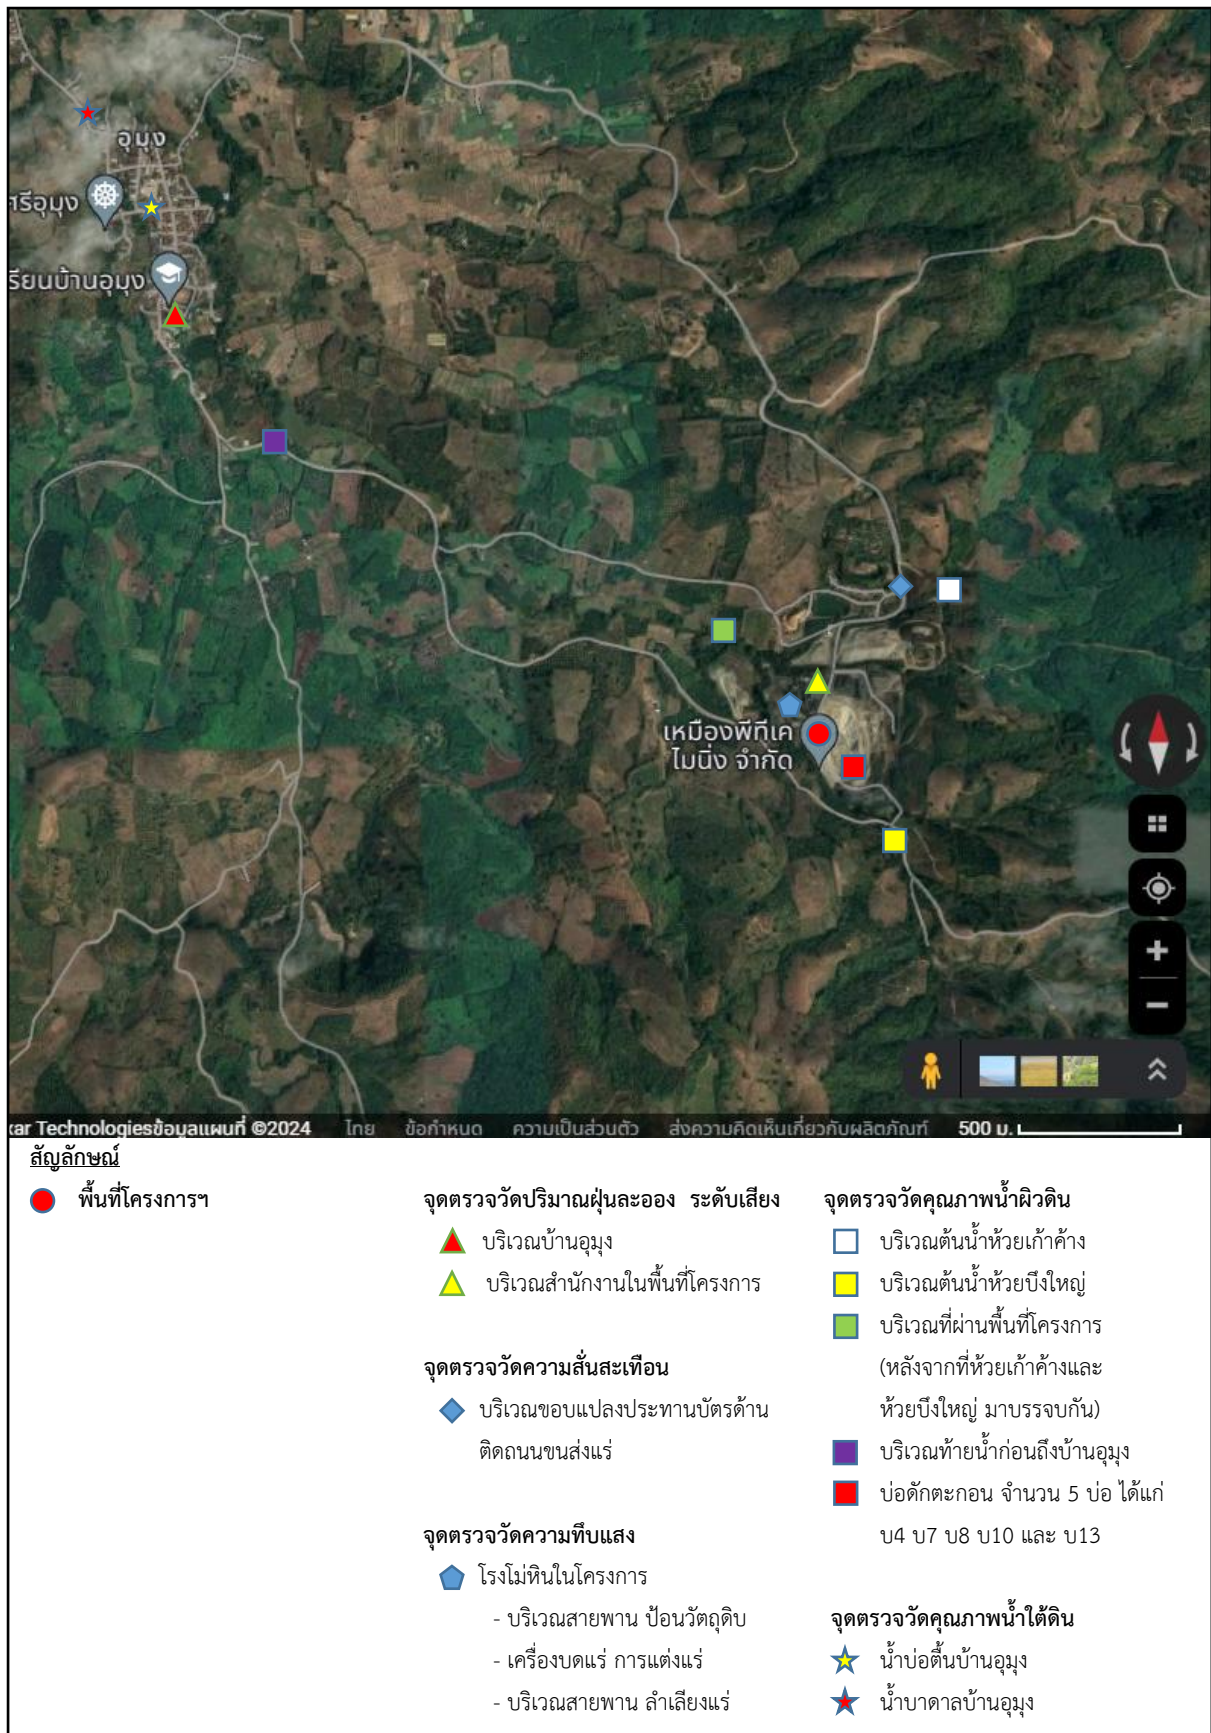 อุมุง
ารีอุมุง
รียนบ้านอุมุง
เหมืองพีทีเค
ไมนิ่ง จำกัด
xar Technologiesข้อมูลแผนที่ ©2024 ไทย ข้อกำหนด ความเป็นส่วนตัว ส่งความคิดเห็นเกี่ยวกับผลิตภัณฑ์ 500 ม.
สัญลักษณ์
พื้นที่โครงการฯ
จุดตรวจวัดปริมาณฝุ่นละออง ระดับเสียง
บริเวณบ้านอุมุง
บริเวณสำนักงานในพื้นที่โครงการ
จุดตรวจวัดความสั่นสะเทือน
บริเวณขอบแปลงประทานบัตรด้าน
ติดถนนขนส่งแร่
จุดตรวจวัดความทึบแสง
โรงโม่หินในโครงการ
- บริเวณสายพาน ป้อนวัตถุดิบ
- เครื่องบดแร่ การแต่งแร่
- บริเวณสายพาน ลำเลียงแร่
จุดตรวจวัดคุณภาพน้ำผิวดิน
บริเวณต้นน้ำห้วยเก้าค้าง
บริเวณต้นน้ำห้วยบึงใหญ่
บริเวณที่ผ่านพื้นที่โครงการ
(หลังจากที่ห้วยเก้าค้างและ
ห้วยบึงใหญ่ มาบรรจบกัน)
บริเวณท้ายน้ำก่อนถึงบ้านอุมุง
บ่อดักตะกอน จำนวน 5 บ่อ ได้แก่
บ4 บ7 บ8 บ10 และ บ13
จุดตรวจวัดคุณภาพน้ำใต้ดิน
น้ำบ่อตื้นบ้านอุมุง
น้ำบาดาลบ้านอุมุง